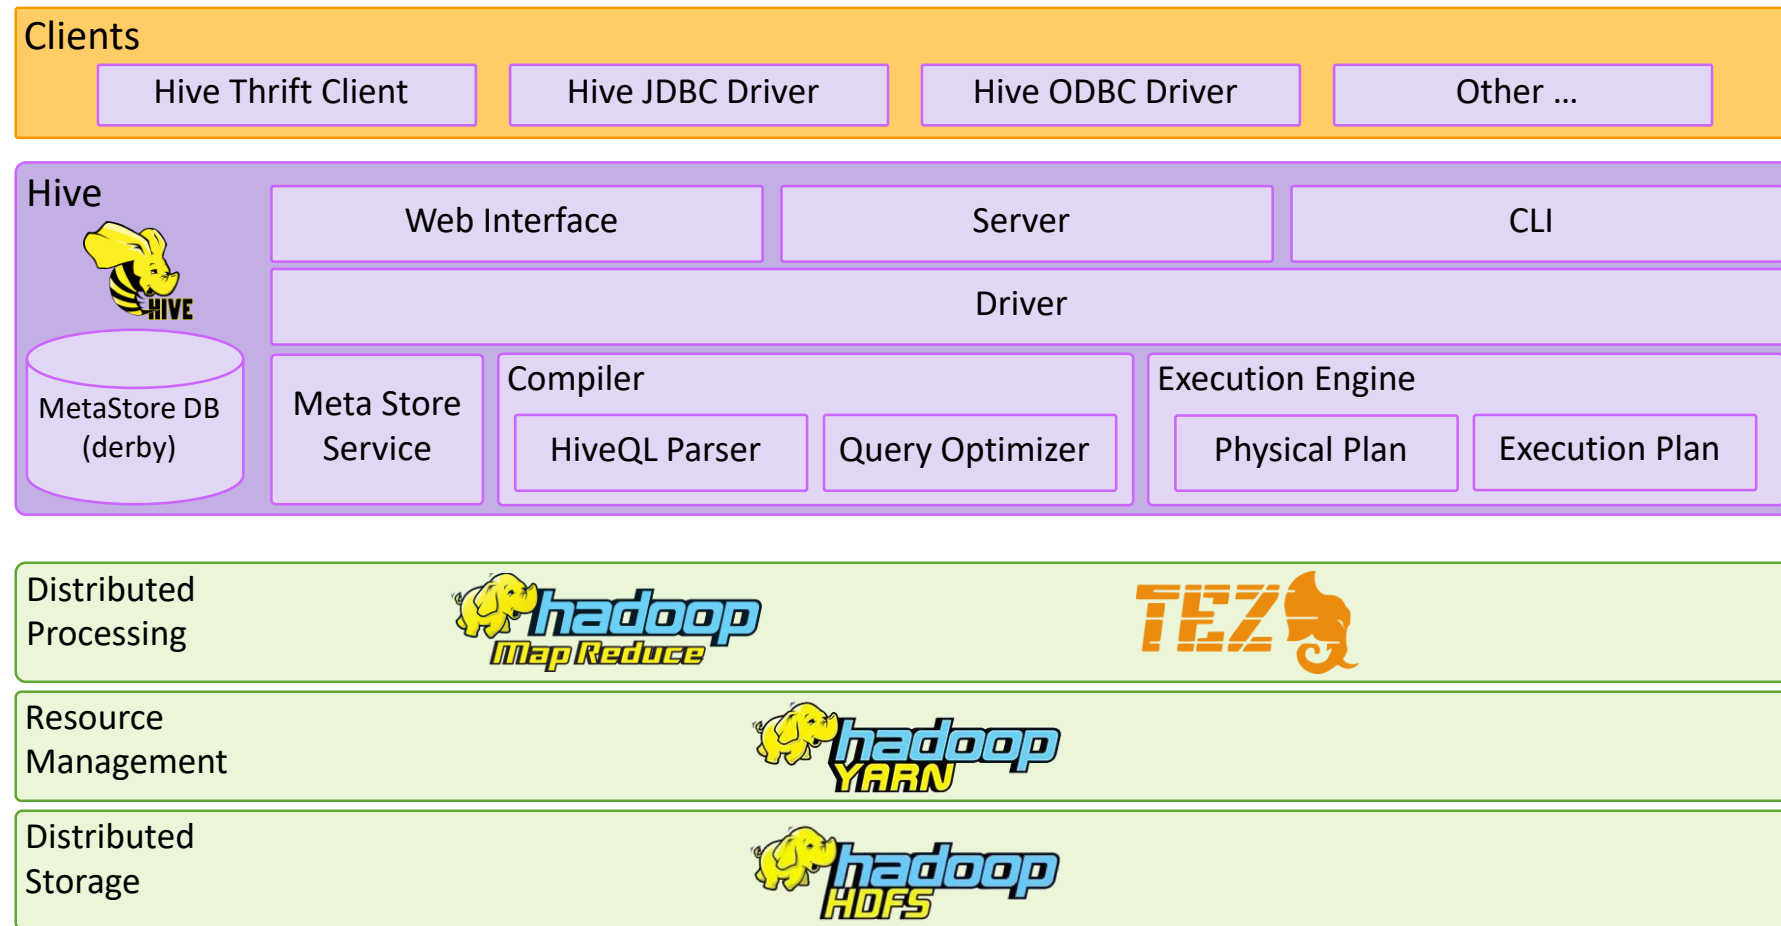 Clients
Hive Thrift Client
Hive JDBC Driver
Hive ODBC Driver
Other ...
Hive
HIVE
Web Interface
Server
CLI
Driver
MetaStore DB
(derby)
Meta Store
Service
Compiler
HiveQL Parser
Query Optimizer
Execution Engine
Physical Plan
Execution Plan
Distributed
Processing
hadoop
Map Reduce
TEZ
Resource
Management
hadoop
YARN
Distributed
Storage
hadoop
HDFS